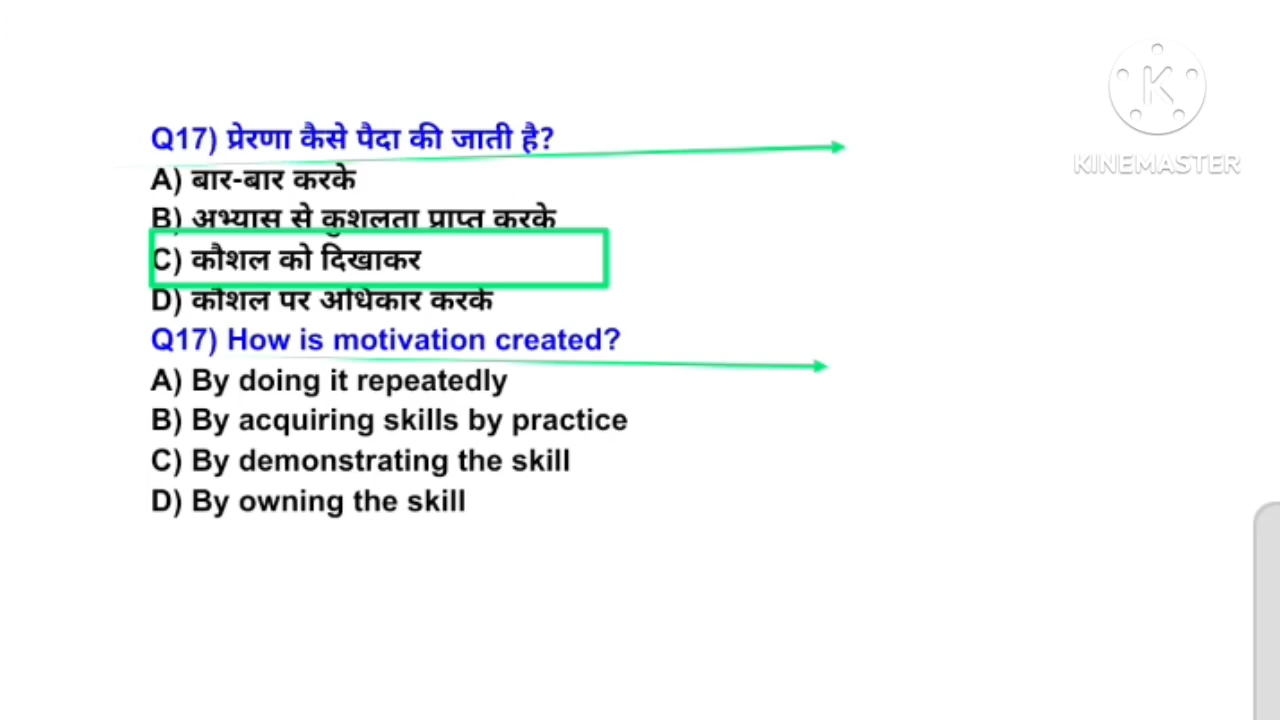 Q17) प्रेरणा कैसे पैदा की जाती है?
A) बार-बार करके
B) अभ्यास से कुशलता प्राप्त करके
C) कौशल को दिखाकर
D) कौशल पर अधिकार करके
Q17) How is motivation created?
A) By doing it repeatedly
B) By acquiring skills by practice
C) By demonstrating the skill
D) By owning the skill
K
KINEMASTER